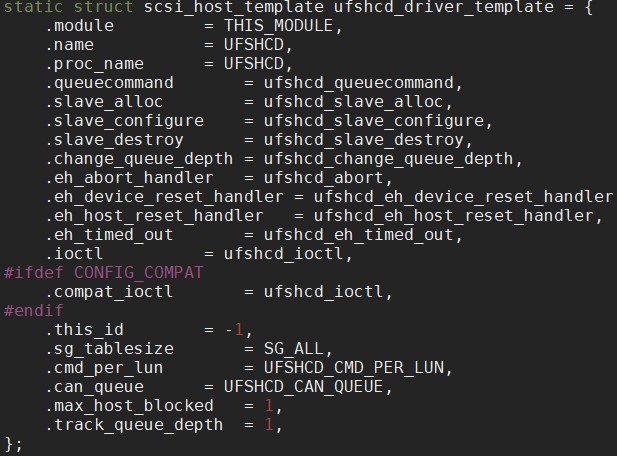 static struct scsi_host_template ufshcd_driver_template = {
    .module         = THIS_MODULE,
    .name           = UFSHCD,
    .proc_name      = UFSHCD,
    .queuecommand       = ufshcd_queuecommand,
    .slave_alloc        = ufshcd_slave_alloc,
    .slave_configure    = ufshcd_slave_configure,
    .slave_destroy      = ufshcd_slave_destroy,
    .change_queue_depth = ufshcd_change_queue_depth,
    .eh_abort_handler   = ufshcd_abort,
    .eh_device_reset_handler = ufshcd_eh_device_reset_handler
    .eh_host_reset_handler   = ufshcd_eh_host_reset_handler,
    .eh_timed_out       = ufshcd_eh_timed_out,
    .ioctl          = ufshcd_ioctl,
#ifdef CONFIG_COMPAT
    .compat_ioctl       = ufshcd_ioctl,
#endif
    .this_id        = -1,
    .sg_tablesize       = SG_ALL,
    .cmd_per_lun        = UFSHCD_CMD_PER_LUN,
    .can_queue      = UFSHCD_CAN_QUEUE,
    .max_host_blocked   = 1,
    .track_queue_depth  = 1,
};